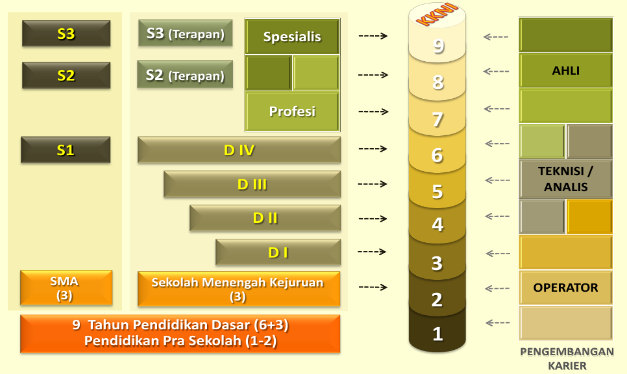 KKNI
S3
S3 (Terapan)
Spesialis
9
S2
S2 (Terapan)
8
AHLI
Profesi
7
S1
D IV
6
D III
5
TEKNISI /
ANALIS
D II
4
D I
3
SMA
(3)
Sekolah Menengah Kejuruan
(3)
2
OPERATOR
9 Tahun Pendidikan Dasar (6+3)
Pendidikan Pra Sekolah (1-2)
1
PENGEMBANGAN
KARIER